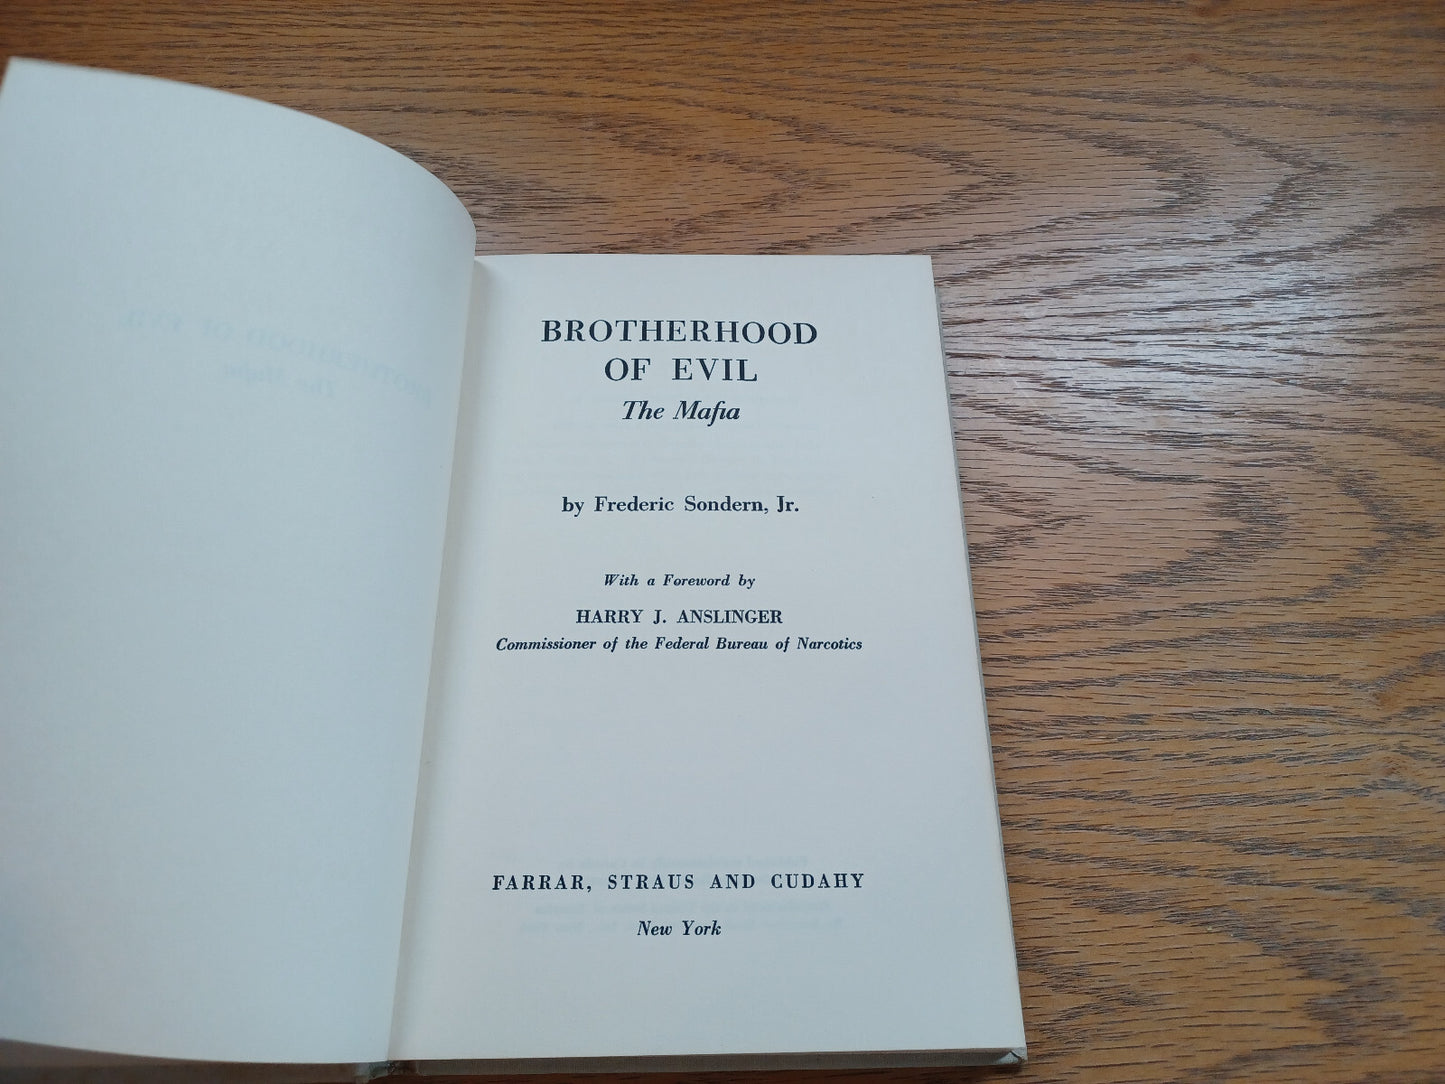 BROTHERHOOD
OF EVIL
The Mafia
by Frederic Sondern, Jr.
With a Foreword by
HARRY J. ANSLINGER
Commissioner of the Federal Bureau of Narcotics
FARRAR, STRAUS AND CUDAHY
New York